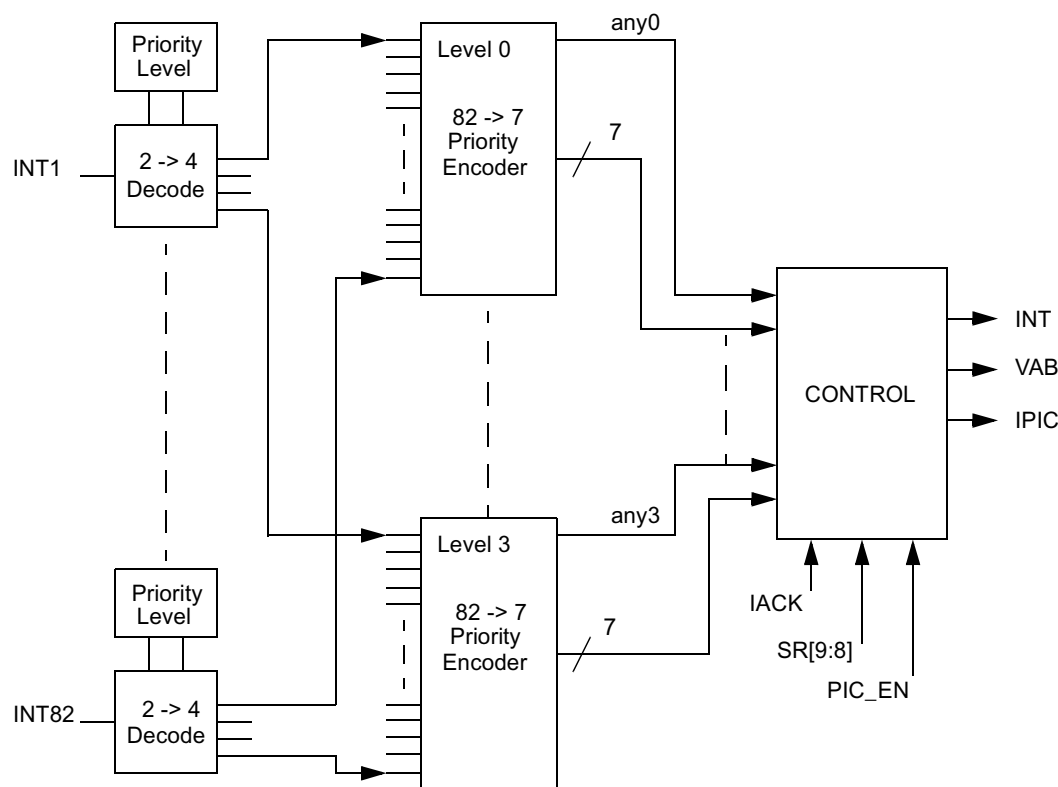 any0
Priority
Level
Level 0
82 -> 7
Priority
Encoder
7
INT1
2 -> 4
Decode
INT
VAB
IPIC
CONTROL
any3
Level 3
Priority
Level
82 -> 7
Priority
Encoder
7
IACK
SR[9:8]
PIC_EN
INT82
2 -> 4
Decode